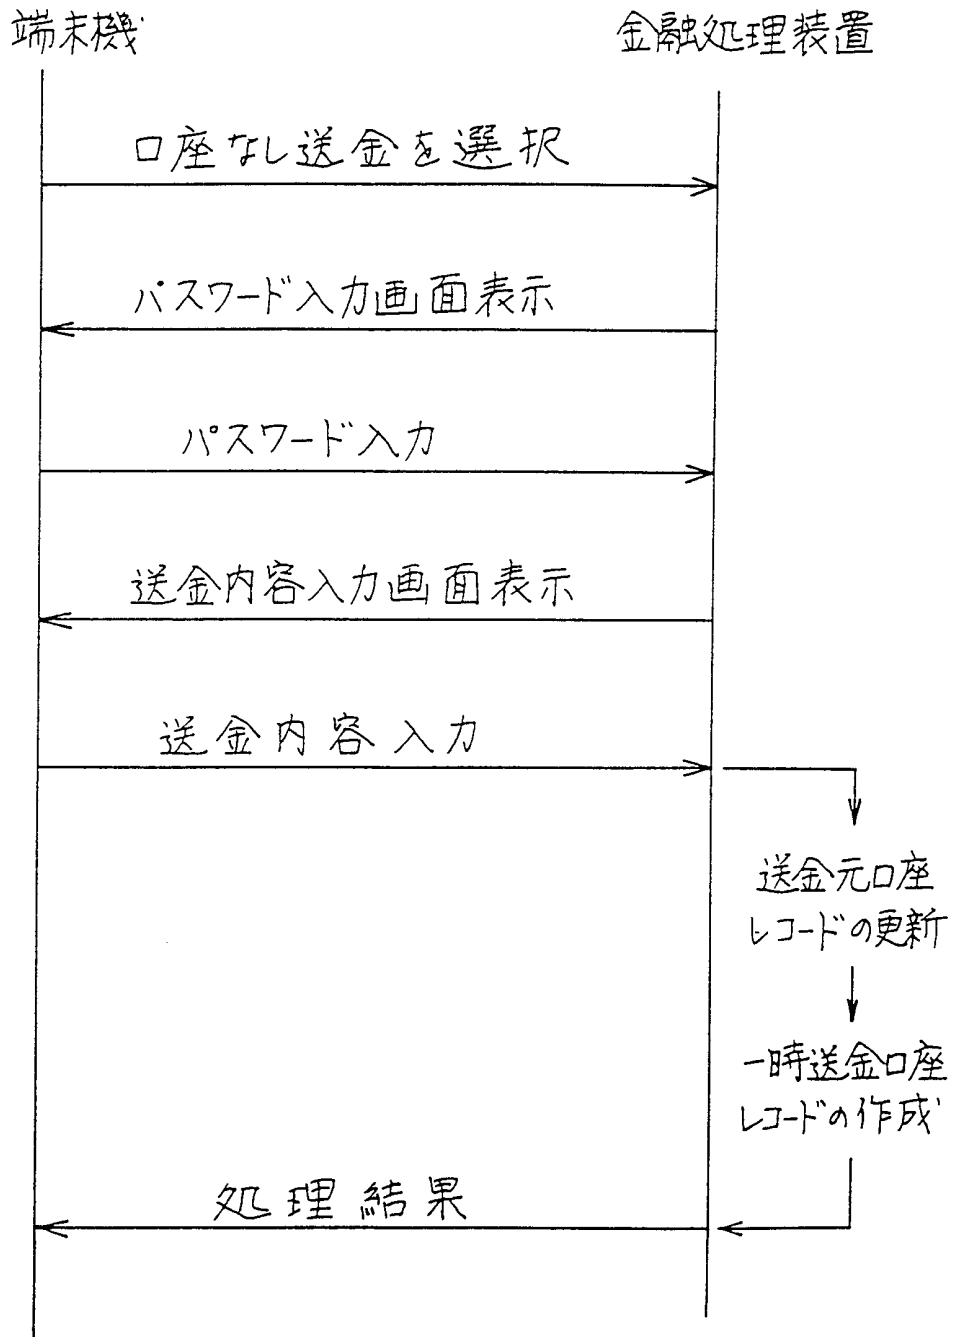 端末機
金融処理装置
口座なし送金を選択
パスワード入力画面表示
パスワード入力
送金内容入力画面表示
送金内容入力
送金元口座
レコードの更新
一時送金口座
レコードの作成
処理結果